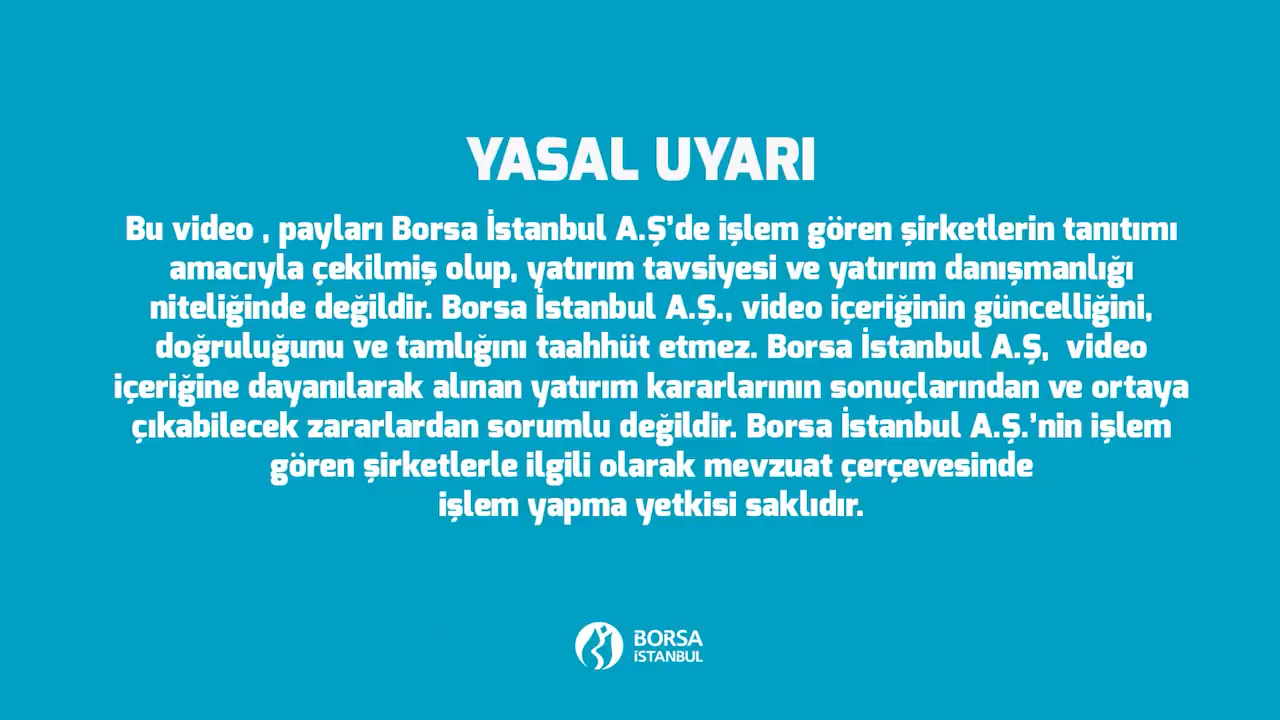 YASAL UYARI
Bu video , payları Borsa İstanbul A.Ş’de işlem gören şirketlerin tanıtımı
amacıyla çekilmiş olup, yatırım tavsiyesi ve yatırım danışmanlığı
niteliğinde değildir. Borsa İstanbul A.Ş., video içeriğinin güncelliğini,
doğruluğunu ve tamlığını taahhüt etmez. Borsa İstanbul A.Ş,  video
içeriğine dayanılarak alınan yatırım kararlarının sonuçlarından ve ortaya
çıkabilecek zararlardan sorumlu değildir. Borsa İstanbul A.Ş.’nin işlem
gören şirketlerle ilgili olarak mevzuat çerçevesinde
işlem yapma yetkisi saklıdır.
BORSA
İSTANBUL